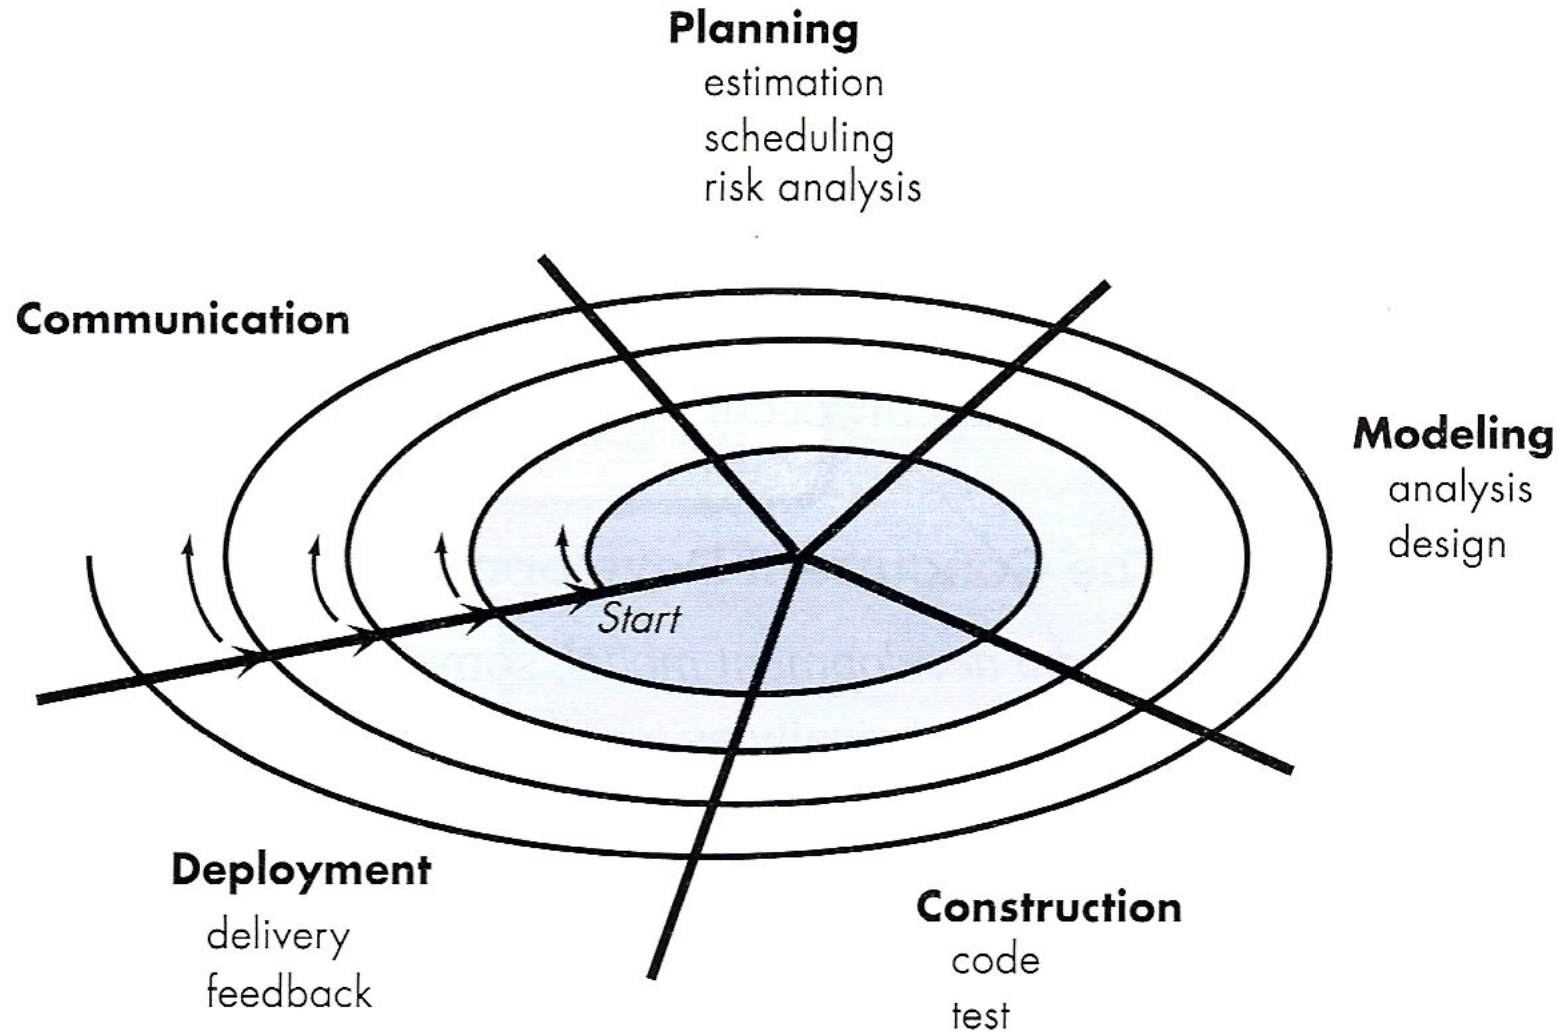 Planning
estimation
scheduling
risk analysis
Communication
Modeling
analysis
design
Start
Deployment
delivery
feedback
Construction
code
test